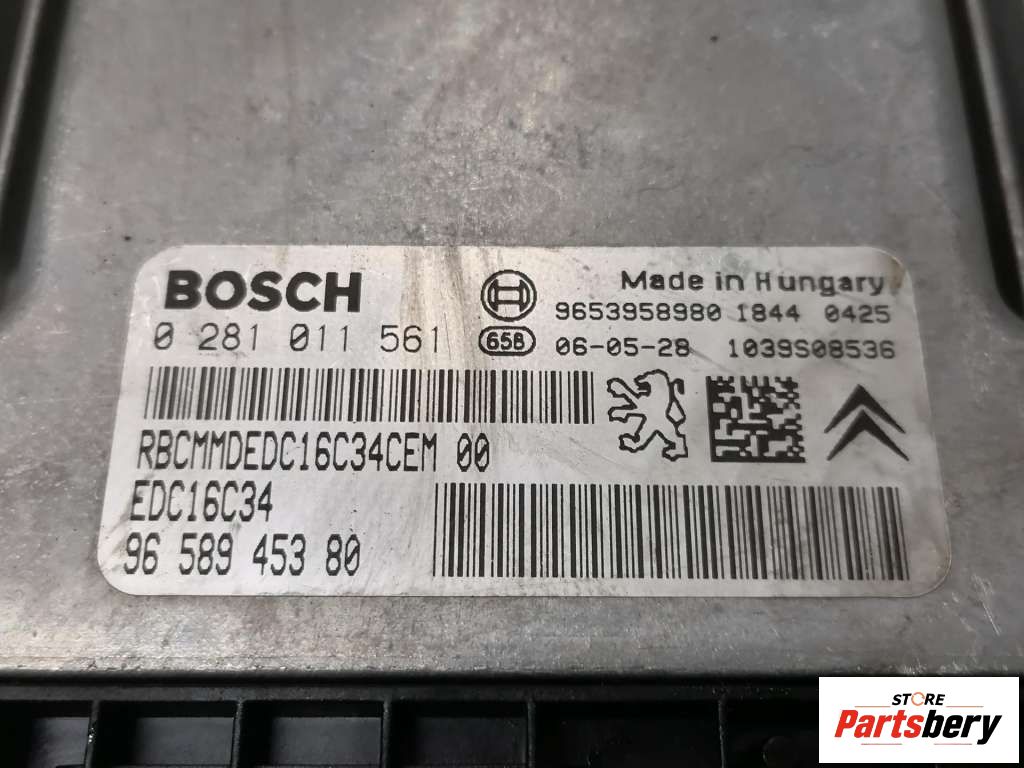 BOSCH
Made in Hungary
9653958980 1844 0425
0 281 011 561
658 06-05-28 1039S08536
RBCMMDEDC16C34CEM 00
EDC16C34
96 589 453 80
STORE
Partsbery